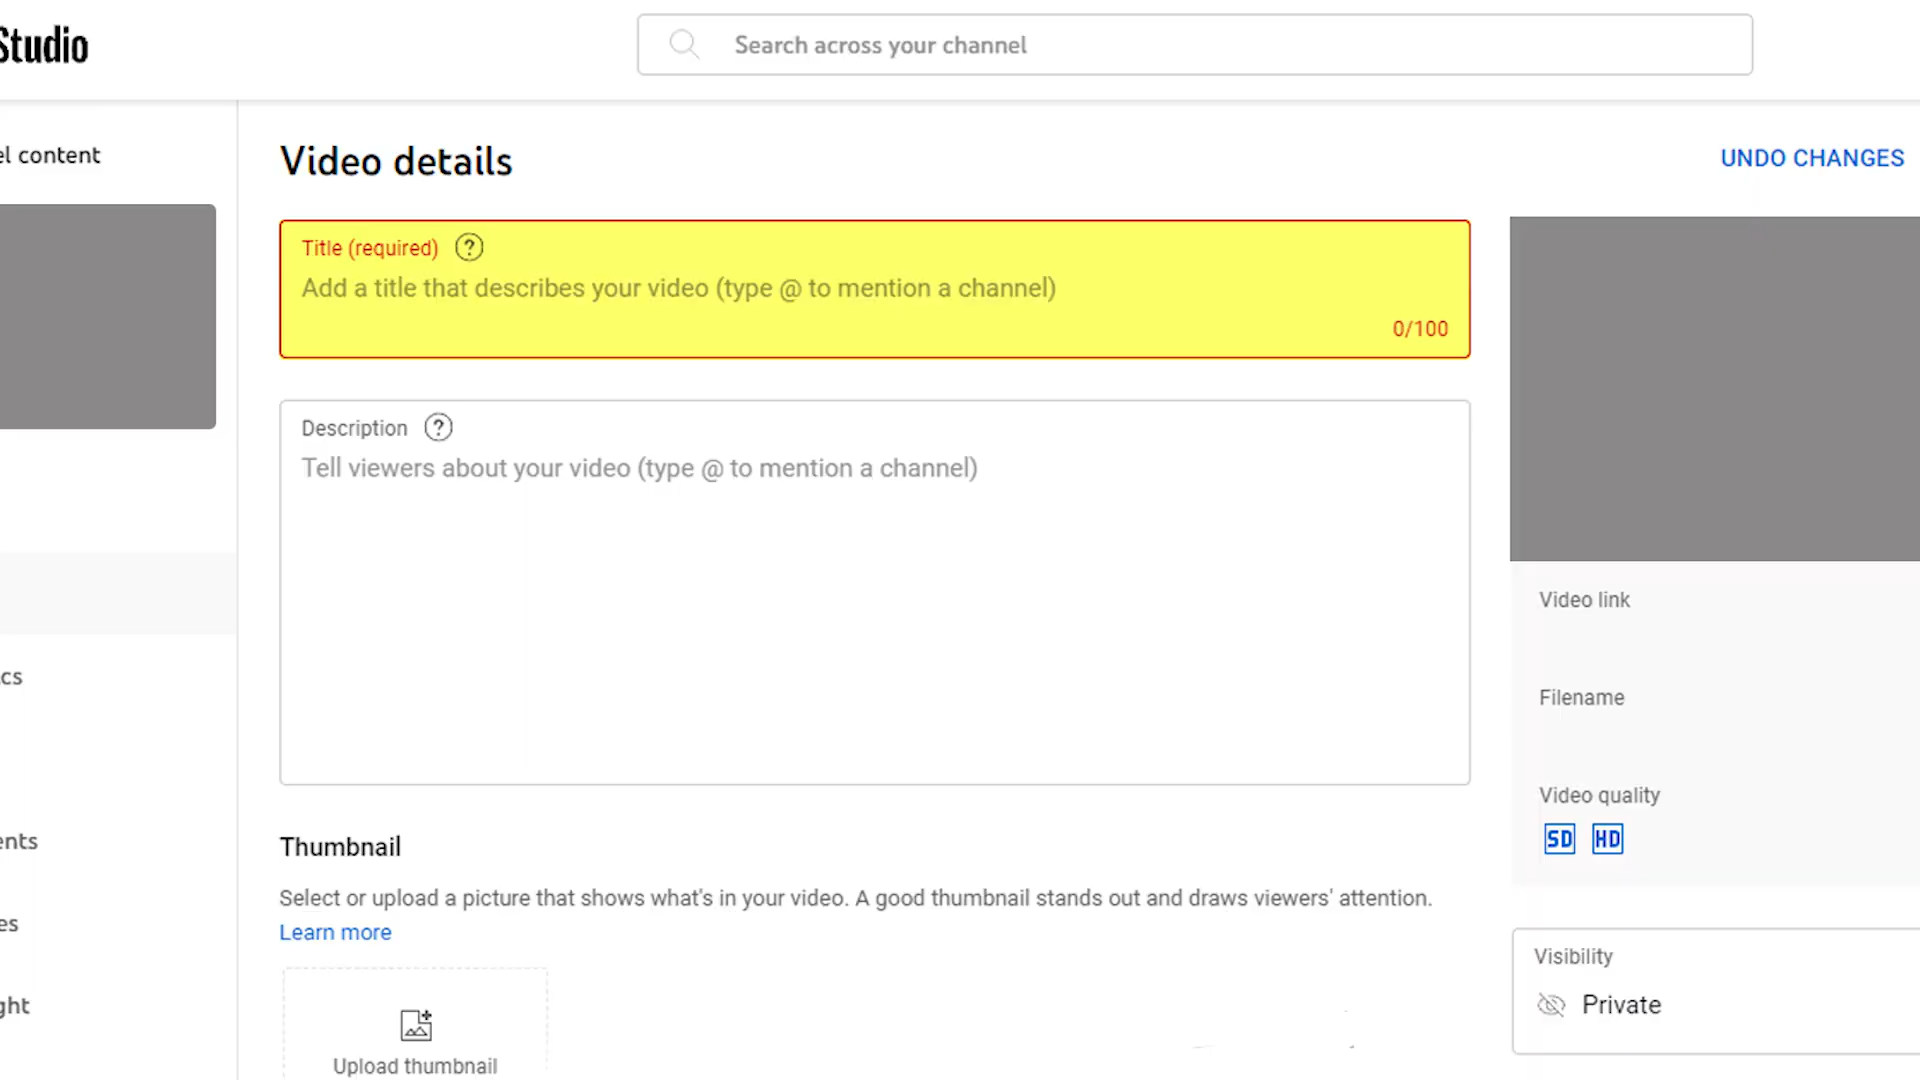 Studio
Search across your channel
el content
Video details
UNDO CHANGES
Title (required) ?
Add a title that describes your video (type @ to mention a channel)
0/100
Description ?
Tell viewers about your video (type @ to mention a channel)
Video link
cs
Filename
Video quality
SD HD
ents
Thumbnail
Select or upload a picture that shows what's in your video. A good thumbnail stands out and draws viewers' attention.
Learn more
es
Visibility
Private
ght
Upload thumbnail